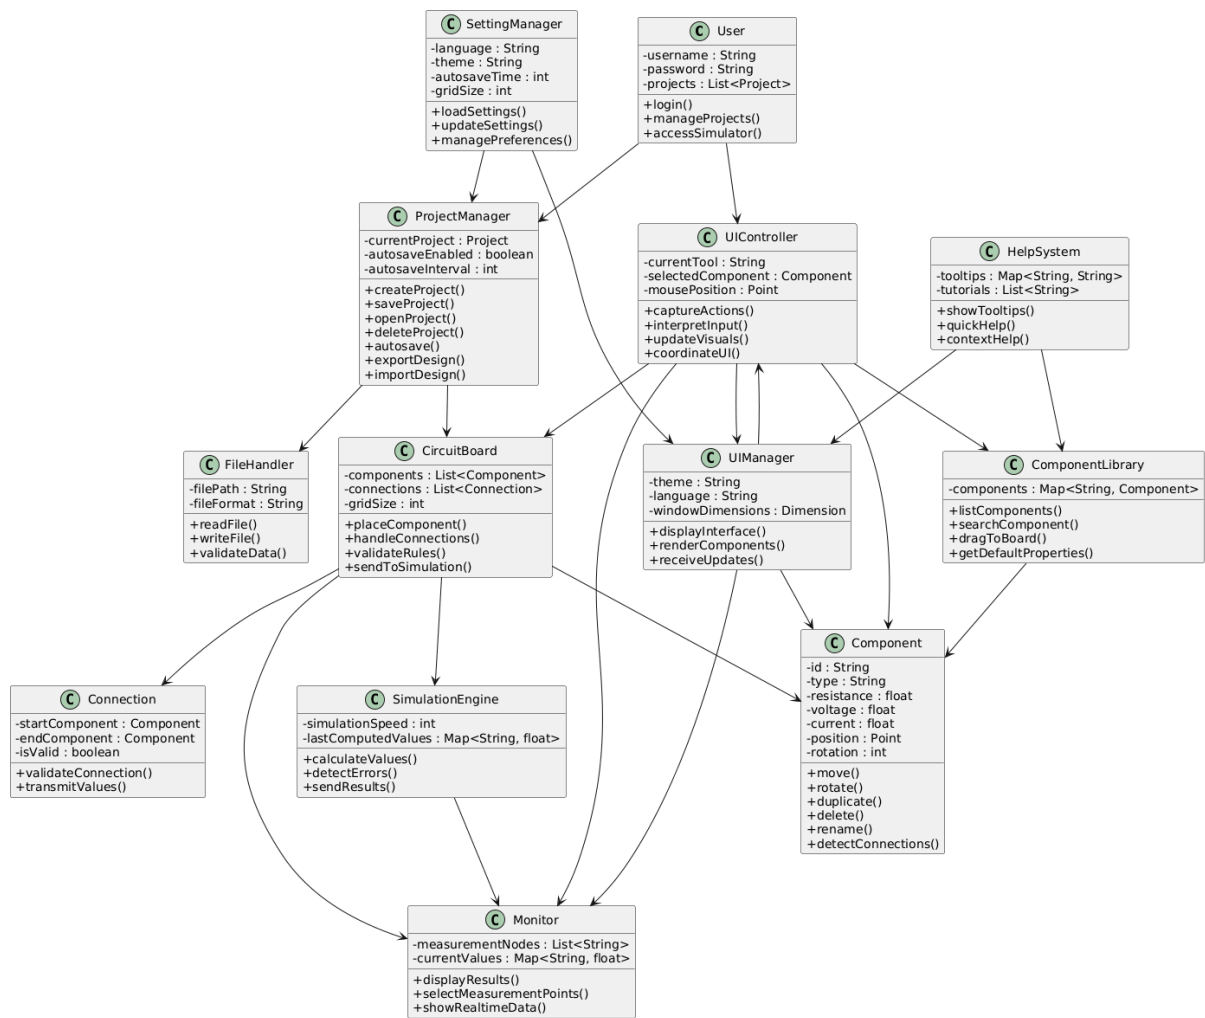 C SettingManager
-language : String
-theme : String
-autosaveTime : int
-gridSize : int
+loadSettings()
+updateSettings()
+managePreferences()
C User
-username : String
-password : String
-projects : List<Project>
+login()
+manageProjects()
+accessSimulator()
C ProjectManager
-currentProject : Project
-autosaveEnabled : boolean
-autosaveInterval : int
+createProject()
+saveProject()
+openProject()
+deleteProject()
+autosave()
+exportDesign()
+importDesign()
C UIController
-currentTool : String
-selectedComponent : Component
-mousePosition : Point
+captureActions()
+interpretInput()
+updateVisuals()
+coordinateUI()
C HelpSystem
-tooltips : Map<String, String>
-tutorials : List<String>
+showTooltips()
+quickHelp()
+contextHelp()
C FileHandler
-filePath : String
-fileFormat : String
+readFile()
+writeFile()
+validateData()
C CircuitBoard
-components : List<Component>
-connections : List<Connection>
-gridSize : int
+placeComponent()
+handleConnections()
+validateRules()
+sendToSimulation()
C UIManager
-theme : String
-language : String
-windowDimensions : Dimension
+displayInterface()
+renderComponents()
+receiveUpdates()
C ComponentLibrary
-components : Map<String, Component>
+listComponents()
+searchComponent()
+dragToBoard()
+getDefaultProperties()
C Connection
-startComponent : Component
-endComponent : Component
-isValid : boolean
+validateConnection()
+transmitValues()
C SimulationEngine
-simulationSpeed : int
-lastComputedValues : Map<String, float>
+calculateValues()
+detectErrors()
+sendResults()
C Component
-id : String
-type : String
-resistance : float
-voltage : float
-current : float
-position : Point
-rotation : int
+move()
+rotate()
+duplicate()
+delete()
+rename()
+detectConnections()
C Monitor
-measurementNodes : List<String>
-currentValues : Map<String, float>
+displayResults()
+selectMeasurementPoints()
+showRealtimeData()